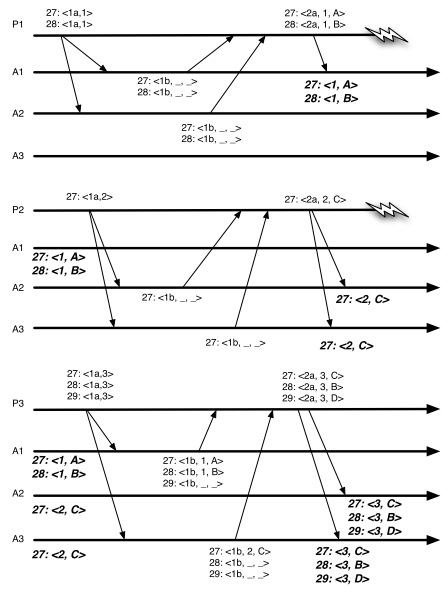 27: <1a,1>
28: <1a,1>
27: <2a, 1, A>
28: <2a, 1, B>
P1
A1
27: <1b, _, _>
28: <1b, _, _>
27: <1, A>
28: <1, B>
A2
27: <1b, _, _>
28: <1b, _, _>
A3
27: <1a,2>
27: <2a, 2, C>
P2
A1
27: <1, A>
28: <1, B>
A2
27: <1b, _, _>
27: <2, C>
A3
27: <1b, _, _>
27: <2, C>
27: <1a,3>
28: <1a,3>
29: <1a,3>
27: <2a, 3, C>
28: <2a, 3, B>
29: <2a, 3, D>
P3
A1
27: <1, A>
28: <1, B>
27: <1b, 1, A>
28: <1b, 1, B>
29: <1b, _, _>
A2
27: <2, C>
27: <3, C>
28: <3, B>
29: <3, D>
A3
27: <2, C>
27: <1b, 2, C>
28: <1b, _, _>
29: <1b, _, _>
27: <3, C>
28: <3, B>
29: <3, D>